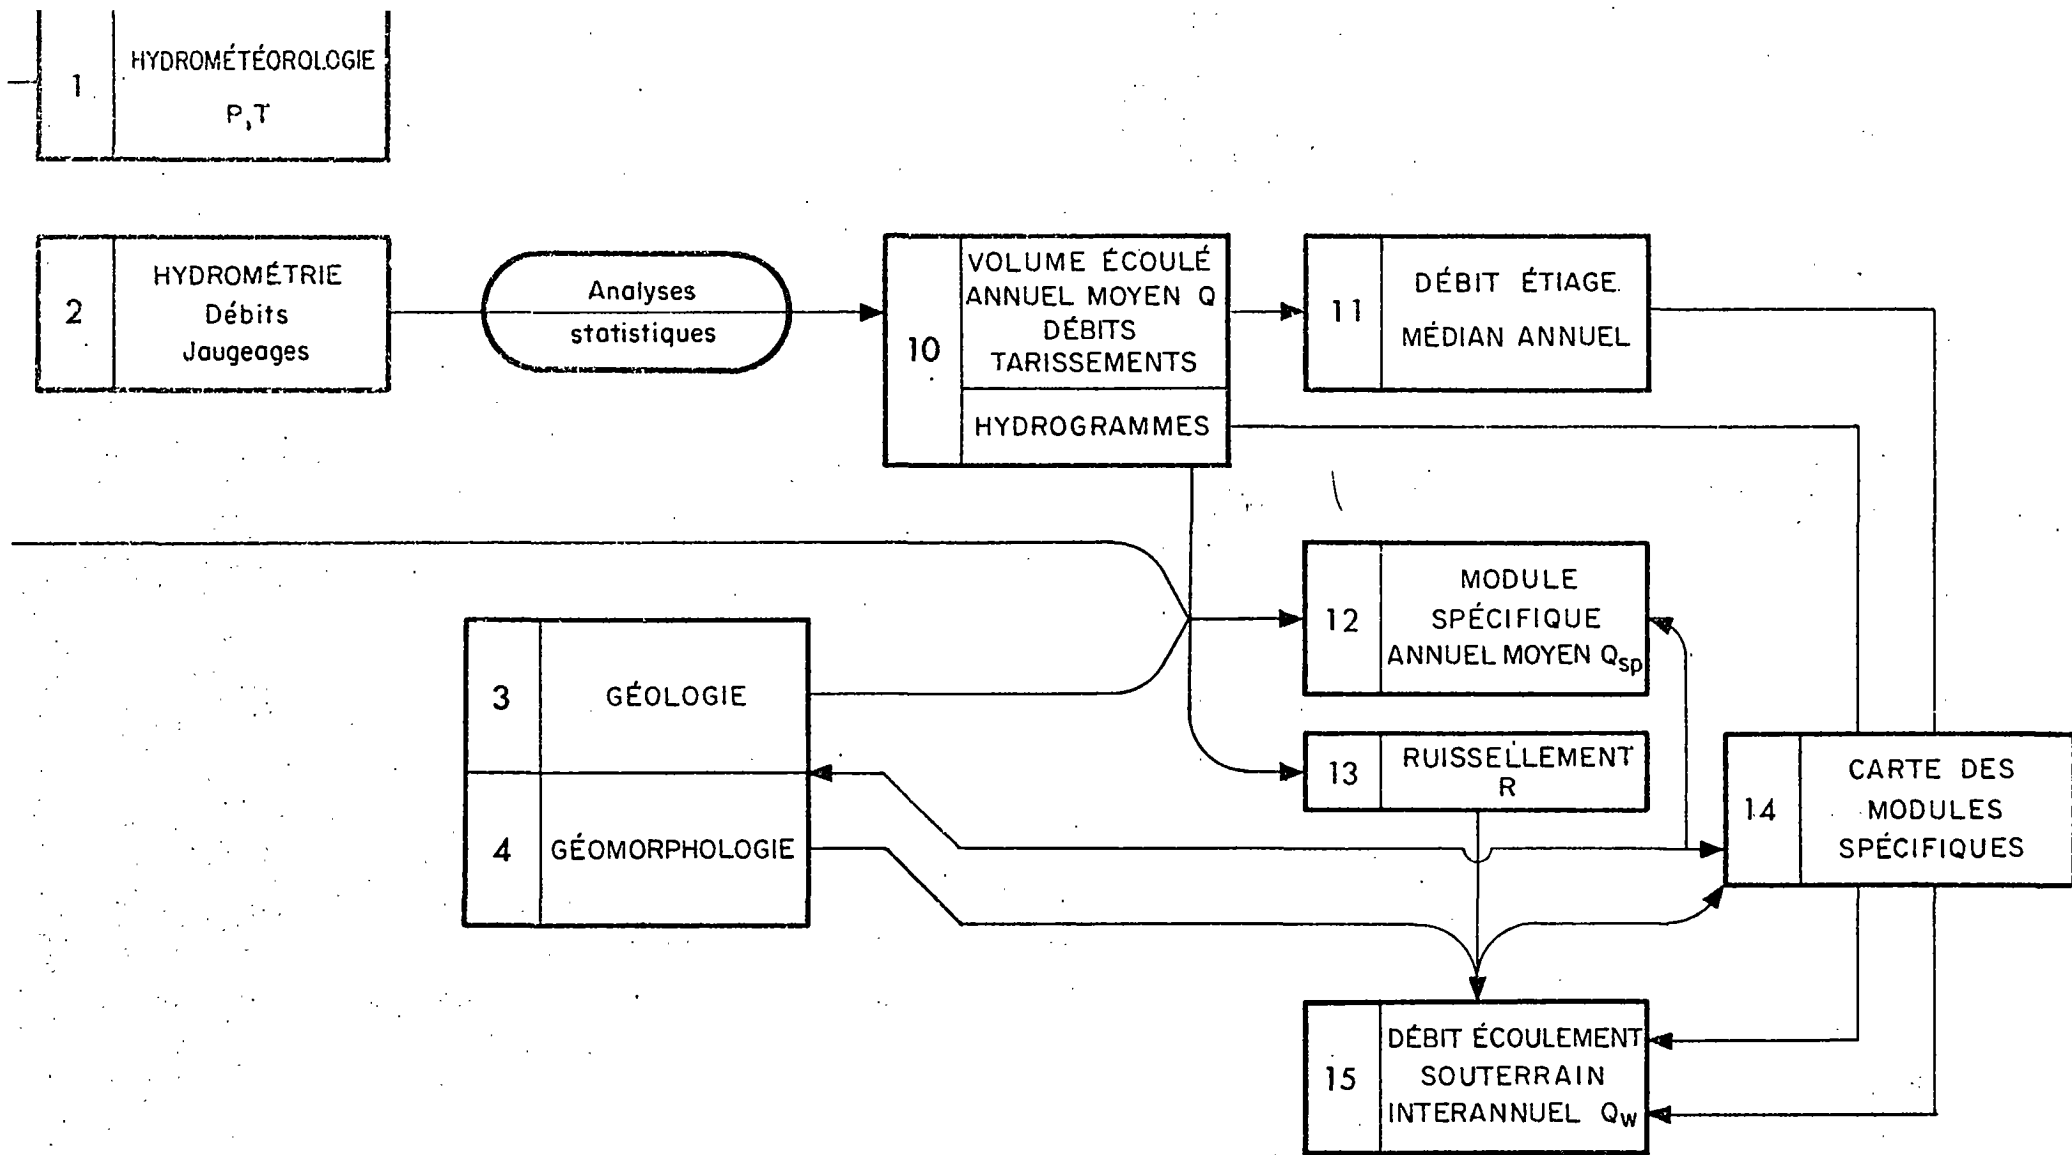 1
HYDROMÉTÉOROLOGIE
P,T
2
HYDROMÉTRIE
Débits
Jaugeages
Analyses
statistiques
10
VOLUME ÉCOULÉ
ANNUEL MOYEN Q
DÉBITS
TARISSEMENTS
HYDROGRAMMES
11
DÉBIT ÉTIAGE
MÉDIAN ANNUEL
12
MODULE
SPÉCIFIQUE
ANNUEL MOYEN Qsp
3
GÉOLOGIE
4
GÉOMORPHOLOGIE
13
RUISSELLEMENT
R
14
CARTE DES
MODULES
SPÉCIFIQUES
15
DÉBIT ÉCOULEMENT
SOUTERRAIN
INTERANNUEL Qw